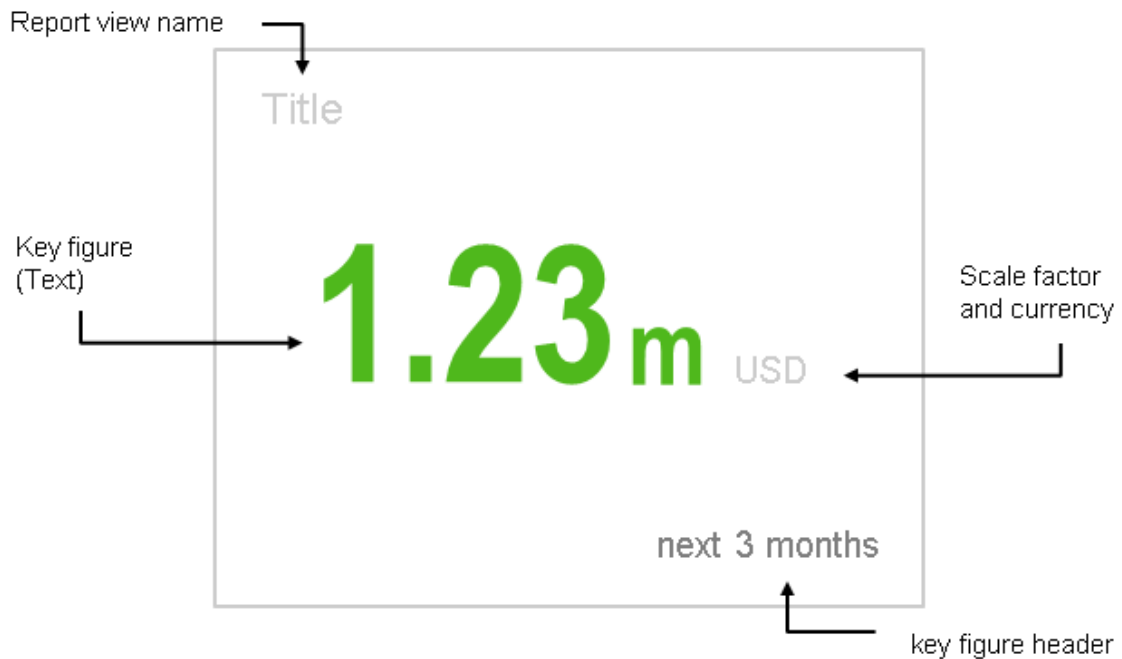 Report view name
Title
Key figure
(Text)
1.23 m USD
Scale factor
and currency
next 3 months
key figure header